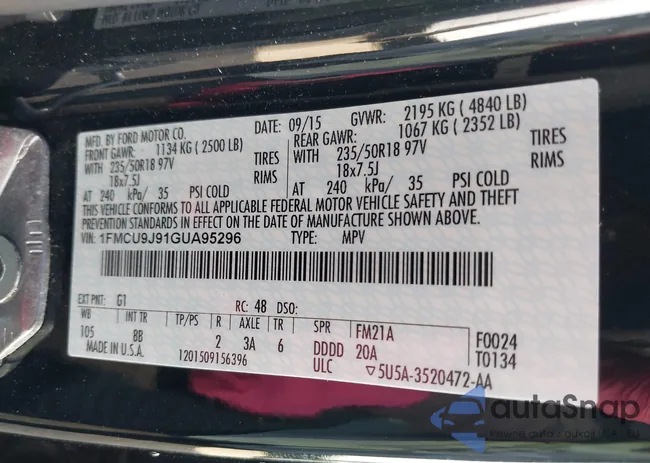 MFD. BY FORD MOTOR CO.
DATE: 09/15 GVWR: 2195 KG ( 4840 LB)
FRONT GAWR: 1134 KG ( 2500 LB) REAR GAWR: 1067 KG ( 2352 LB)
WITH 235/50R18 97V TIRES WITH 235/50R18 97V TIRES
18x7.5J RIMS 18x7.5J RIMS
AT 240 kPa/ 35 PSI COLD AT 240 kPa/ 35 PSI COLD
THIS VEHICLE CONFORMS TO ALL APPLICABLE FEDERAL MOTOR VEHICLE SAFETY AND THEFT
PREVENTION STANDARDS IN EFFECT ON THE DATE OF MANUFACTURE SHOWN ABOVE.
VIN: 1FMCU9J91GUA95296 TYPE: MPV
EXT PNT: G1 RC: 48 DSO:
WB INT TR TP/PS R AXLE TR SPR FM21A F0024
105 8B 2 3A 6 DDDD 20A T0134
MADE IN U.S.A. 1201509156396 ULC ▽5U5A-3520472-AA
autaSnap